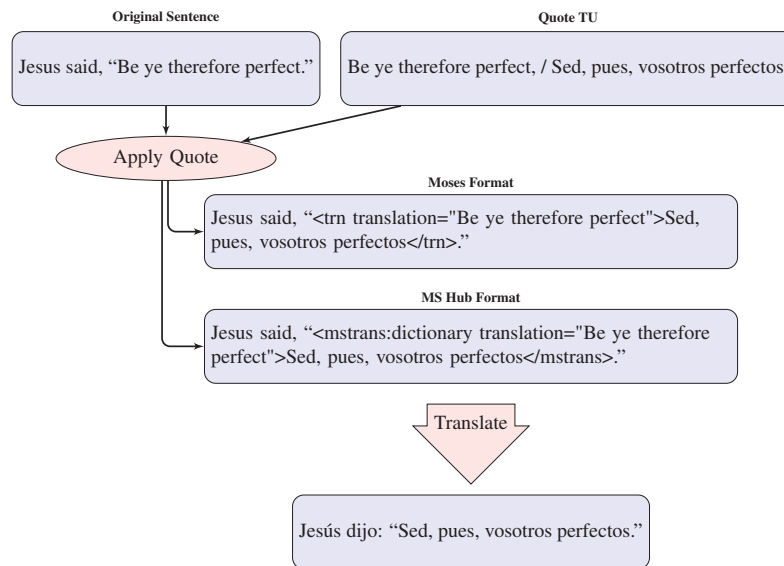 Original Sentence
Quote TU
Jesus said, “Be ye therefore perfect.”
Be ye therefore perfect, / Sed, pues, vosotros perfectos
Apply Quote
Moses Format
Jesus said, “<trn translation="Be ye therefore perfect">Sed,
pues, vosotros perfectos</trn>.”
MS Hub Format
Jesus said, “<mstrans:dictionary translation="Be ye therefore
perfect">Sed, pues, vosotros perfectos</mstrans>.”
Translate
Jesús dijo: “Sed, pues, vosotros perfectos.”